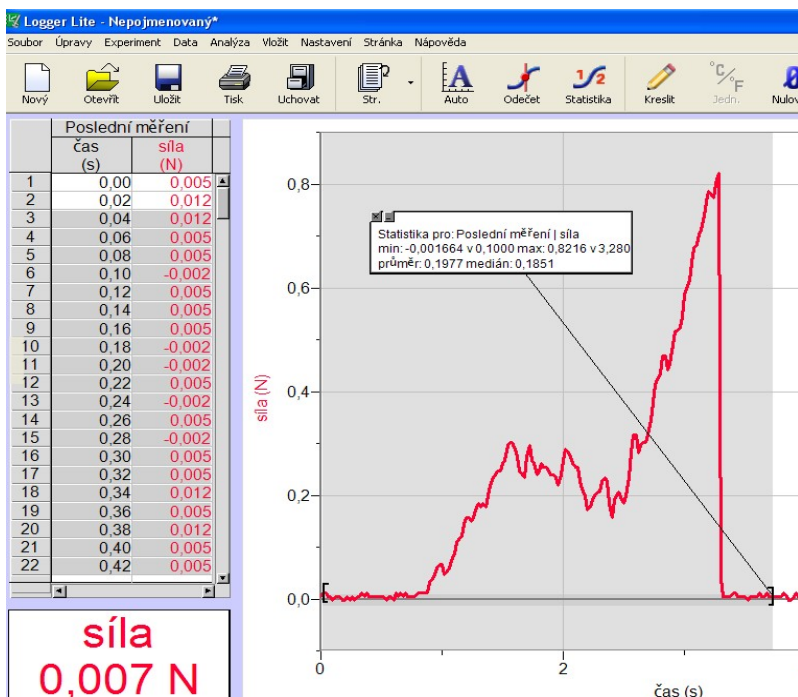 Logger Lite - Nepojmenovaný*
Soubor Úpravy Experiment Data Analýza Vložit Nastavení Stránka Nápověda
Nový Otevřít Uložit Tisk Uchovat Str. Auto Odečet Statistika Kreslit Jedn. Nulov
Poslední měření
čas síla
(s) (N)
1 0,00 0,005
2 0,02 0,012
3 0,04 0,012
4 0,06 0,005
5 0,08 0,005
6 0,10 -0,002
7 0,12 0,005
8 0,14 0,005
9 0,16 0,005
10 0,18 -0,002
11 0,20 -0,002
12 0,22 0,005
13 0,24 -0,002
14 0,26 0,005
15 0,28 -0,002
16 0,30 0,005
17 0,32 0,005
18 0,34 0,012
19 0,36 0,005
20 0,38 0,012
21 0,40 0,005
22 0,42 0,005
síla
0,007 N
síla (N)
0,8
0,6
0,4
0,2
0,0
Statistika pro: Poslední měření | síla
min: -0,001664 v 0,1000 max: 0,8216 v 3,280
průměr: 0,1977 medián: 0,1851
0 2
čas (s)